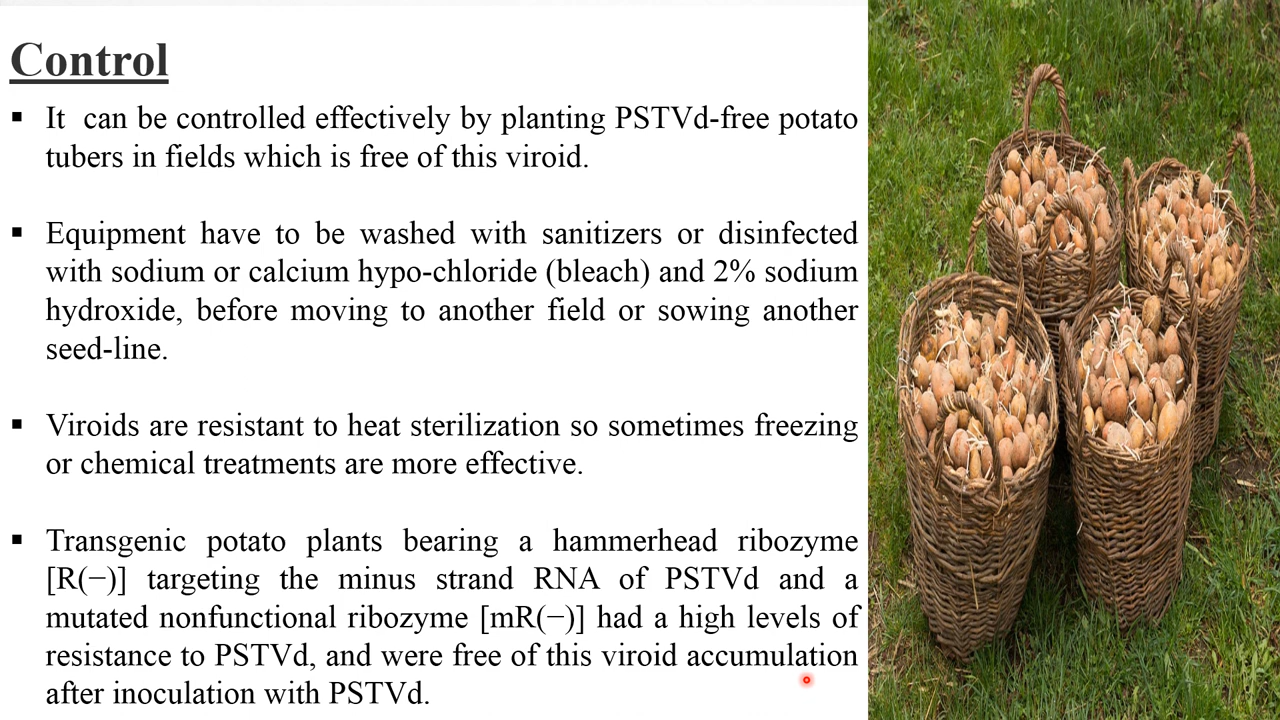 Control
▪ It can be controlled effectively by planting PSTVd-free potato
tubers in fields which is free of this viroid.
▪ Equipment have to be washed with sanitizers or disinfected
with sodium or calcium hypo-chloride (bleach) and 2% sodium
hydroxide, before moving to another field or sowing another
seed-line.
▪ Viroids are resistant to heat sterilization so sometimes freezing
or chemical treatments are more effective.
▪ Transgenic potato plants bearing a hammerhead ribozyme
[R(−)] targeting the minus strand RNA of PSTVd and a
mutated nonfunctional ribozyme [mR(−)] had a high levels of
resistance to PSTVd, and were free of this viroid accumulation
after inoculation with PSTVd.